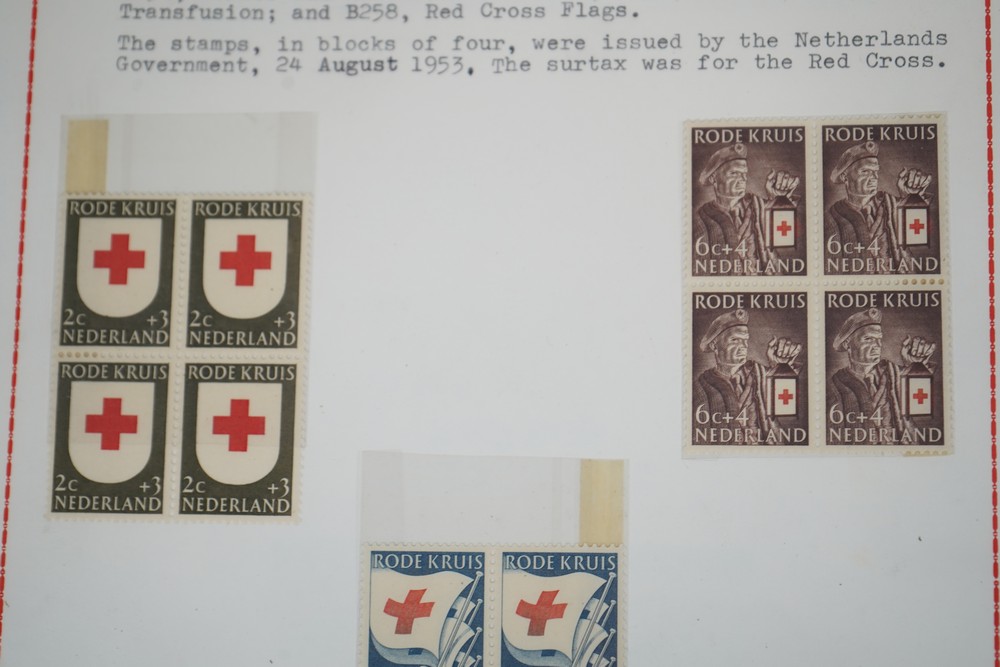 Transfusion; and B258, Red Cross Flags.
The stamps, in blocks of four, were issued by the Netherlands
Government, 24 August 1953. The surtax was for the Red Cross.
RODE KRUIS RODE KRUIS
2c +3 2c +3
NEDERLAND NEDERLAND
RODE KRUIS RODE KRUIS
2c +3 2c +3
NEDERLAND NEDERLAND
RODE KRUIS RODE KRUIS
6c+4 6c+4
NEDERLAND NEDERLAND
RODE KRUIS RODE KRUIS
6c+4 6c+4
NEDERLAND NEDERLAND
RODE KRUIS RODE KRUIS